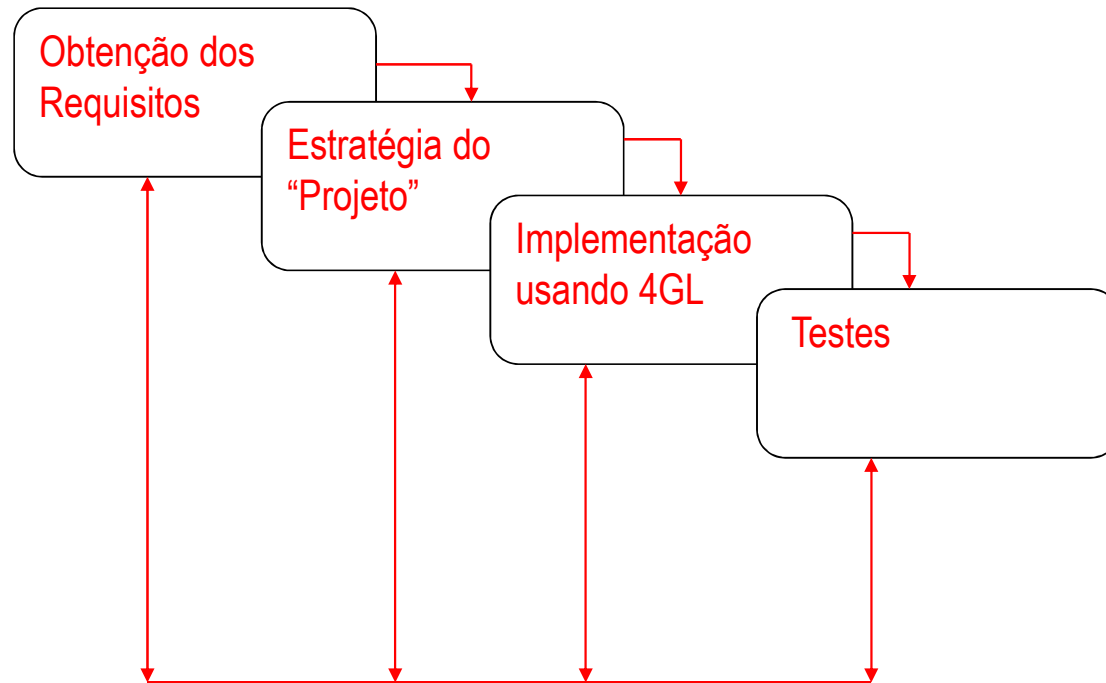 Obtenção dos
Requisitos
Estratégia do
“Projeto”
Implementação
usando 4GL
Testes